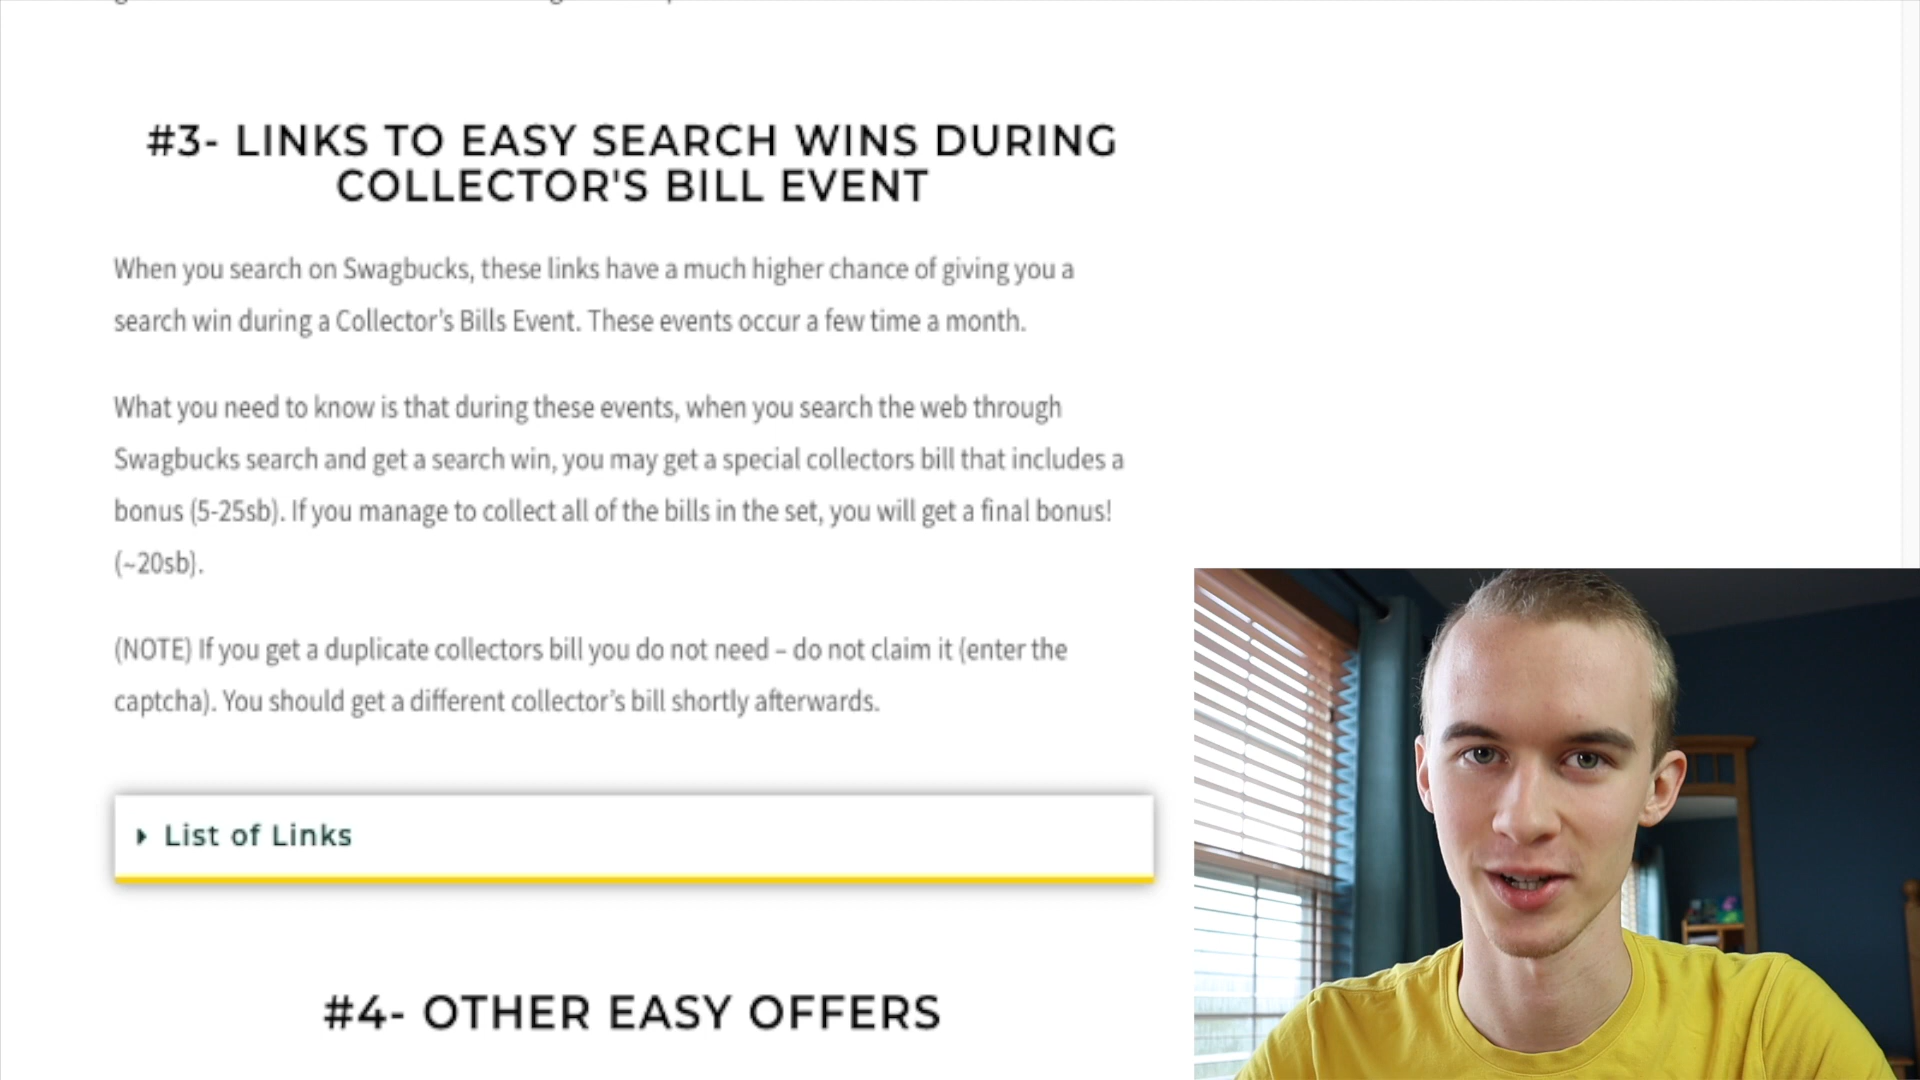 #3- LINKS TO EASY SEARCH WINS DURING
COLLECTOR'S BILL EVENT
When you search on Swagbucks, these links have a much higher chance of giving you a
search win during a Collector's Bills Event. These events occur a few time a month.
What you need to know is that during these events, when you search the web through
Swagbucks search and get a search win, you may get a special collectors bill that includes a
bonus (5-25sb). If you manage to collect all of the bills in the set, you will get a final bonus!
(~20sb).
(NOTE) If you get a duplicate collectors bill you do not need – do not claim it (enter the
captcha). You should get a different collector's bill shortly afterwards.
List of Links
#4- OTHER EASY OFFERS